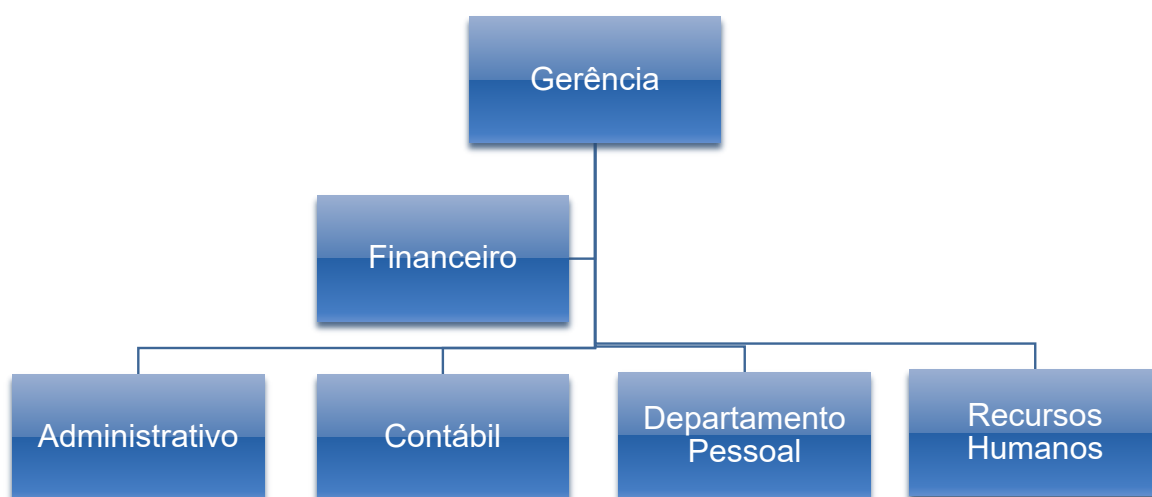 Gerência
Financeiro
Administrativo
Contábil
Departamento
Pessoal
Recursos
Humanos